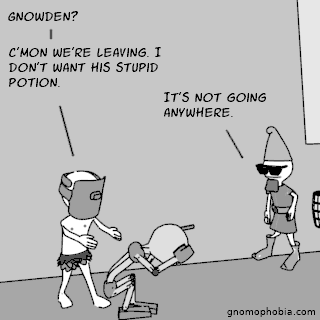 GNOWDEN?
C'MON WE'RE LEAVING. I
DON'T WANT HIS STUPID
POTION.
IT'S NOT GOING
ANYWHERE.
gnomophobia.com